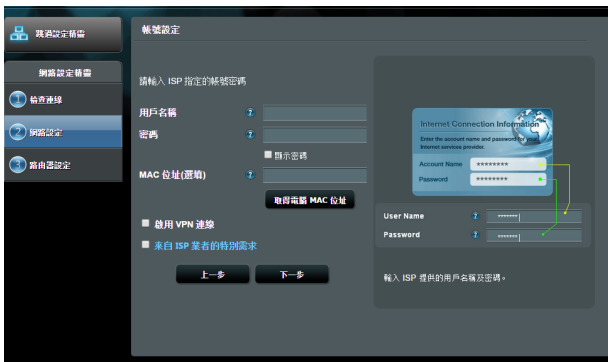 跳過設定精靈
網路設定精靈
1 檢查連線
2 網路設定
3 路由器設定
帳號設定
請輸入 ISP 指定的帳號密碼
用戶名稱 ?
密碼 ?
顯示密碼
MAC 位址(選填) ?
取得電腦 MAC 位址
啟用 VPN 連線
來自 ISP 業者的特別需求
上一步 下一步
Internet Connection Information
Enter the account name and password for your
Internet services provider.
Account Name ********
Password ********
User Name ? *******
Password ? *******
輸入 ISP 提供的用戶名稱及密碼。